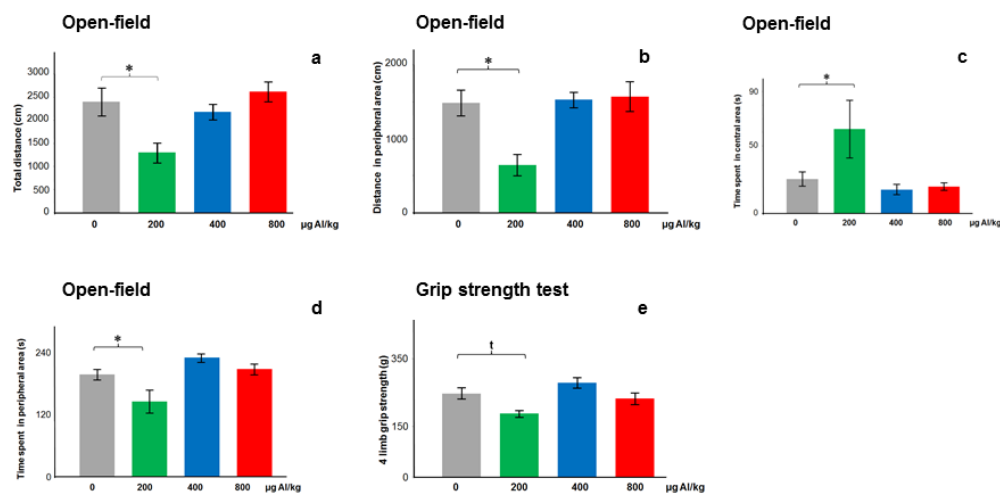 Open-field
a
Total distance (cm)
3000
2500
2000
1500
1000
500
0
*
0 200 400 800 µg Al/kg
Open-field
b
Distance in peripheral area (cm)
2000
1000
0
*
0 200 400 800 µg Al/kg
Open-field
c
Time spent in central area (s)
90
50
0
*
0 200 400 800 µg Al/kg
Open-field
d
Time spent in peripheral area (s)
240
120
0
*
0 200 400 800 µg Al/kg
Grip strength test
e
4 limb grip strength (g)
350
150
0
t
0 200 400 800 µg Al/kg